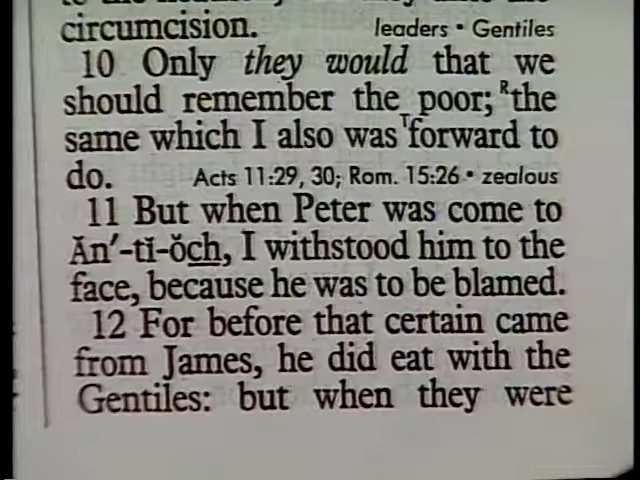 circumcision. leaders • Gentiles
10 Only they would that we
should remember the poor; ᴿthe
same which I also was ᵀforward to
do. Acts 11:29, 30; Rom. 15:26 • zealous
11 But when Peter was come to
Ăn′-tĭ-ŏch, I withstood him to the
face, because he was to be blamed.
12 For before that certain came
from James, he did eat with the
Gentiles: but when they were